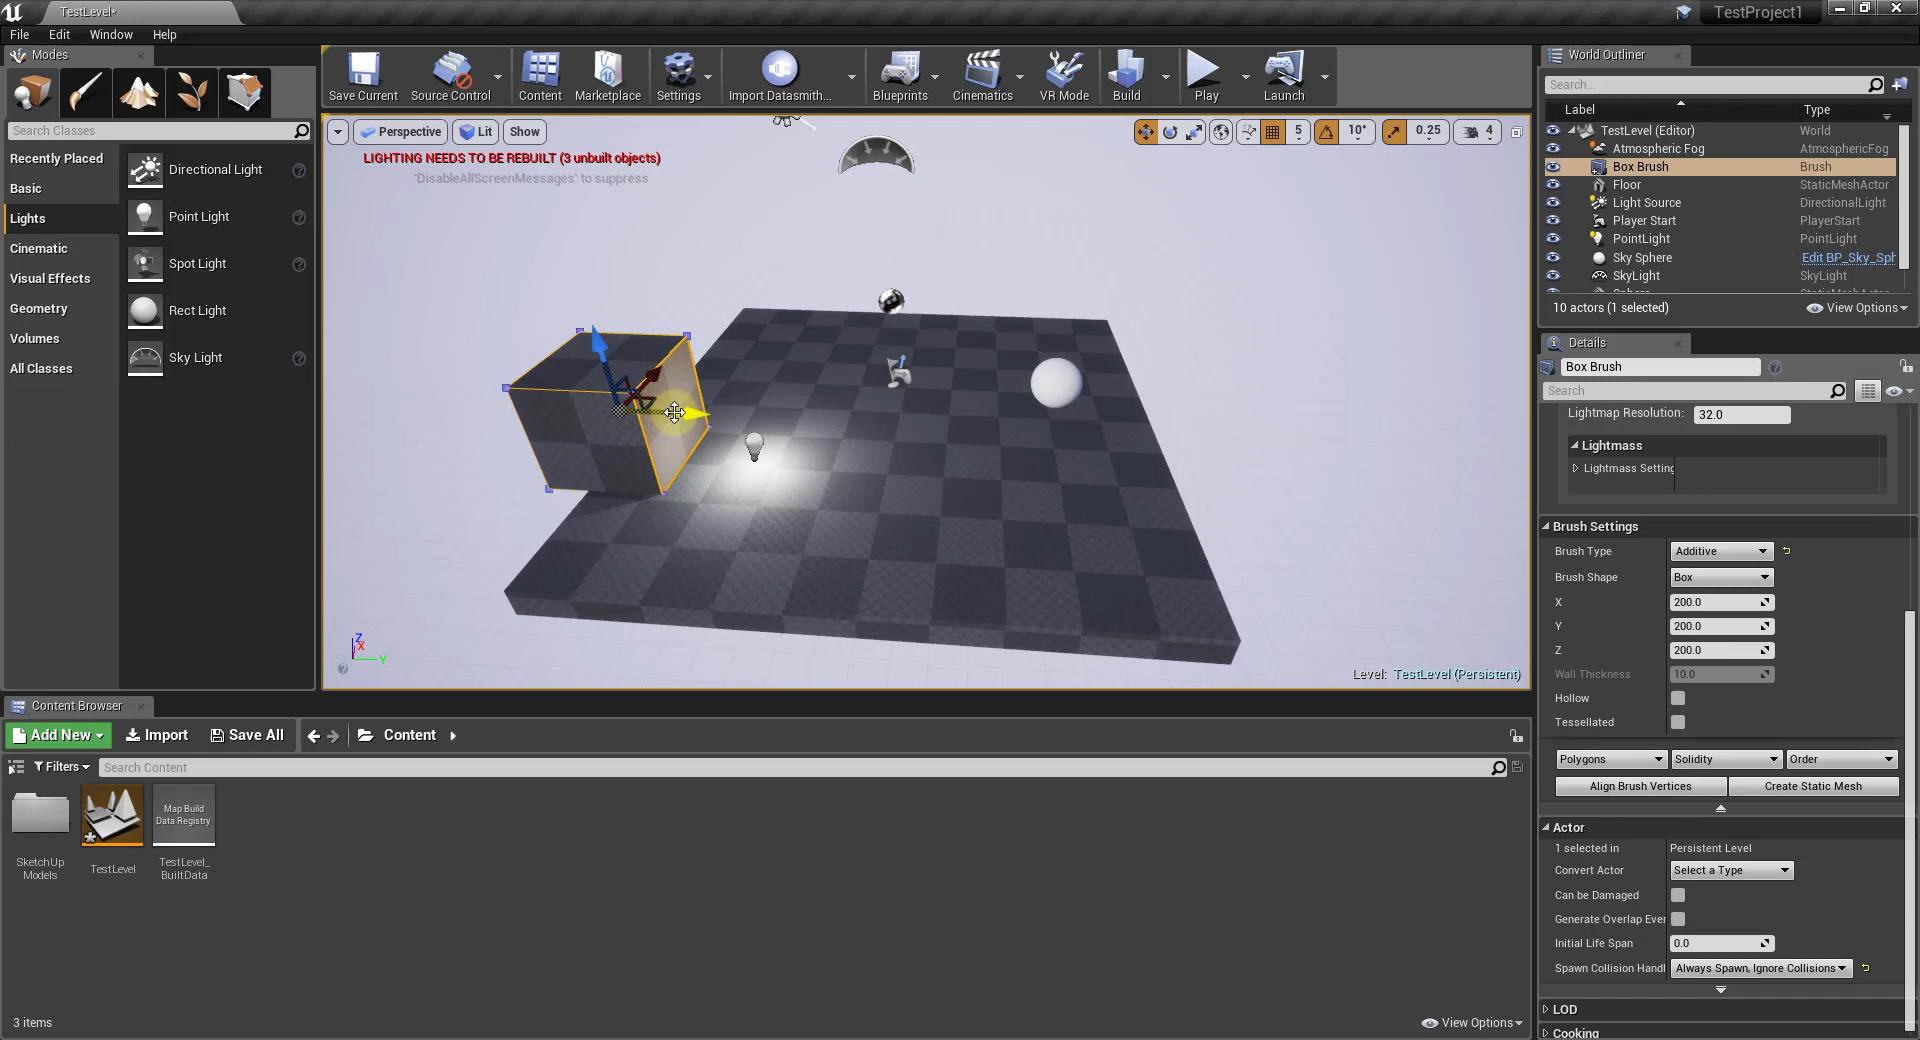 TestLevel*
TestProject1
File Edit Window Help
Modes
Search Classes
Recently Placed
Basic
Lights
Cinematic
Visual Effects
Geometry
Volumes
All Classes
Directional Light
Point Light
Spot Light
Rect Light
Sky Light
Save Current Source Control Content Marketplace Settings Import Datasmith... Blueprints Cinematics VR Mode Build Play Launch
Perspective Lit Show
5 10° 0.25 4
LIGHTING NEEDS TO BE REBUILT (3 unbuilt objects)
'DisableAllScreenMessages' to suppress
Z
X
Y
Level: TestLevel (Persistent)
World Outliner
Search...
Label Type
TestLevel (Editor) World
Atmospheric Fog AtmosphericFog
Box Brush Brush
Floor StaticMeshActor
Light Source DirectionalLight
Player Start PlayerStart
PointLight PointLight
Sky Sphere Edit BP_Sky_Sph
SkyLight SkyLight
10 actors (1 selected) View Options
Details
Box Brush
Search
Lightmap Resolution: 32.0
Lightmass
Lightmass Setting
Brush Settings
Brush Type Additive
Brush Shape Box
X 200.0
Y 200.0
Z 200.0
Wall Thickness 10.0
Hollow
Tessellated
Polygons Solidity Order
Align Brush Vertices Create Static Mesh
Actor
1 selected in Persistent Level
Convert Actor Select a Type
Can be Damaged
Generate Overlap Ever
Initial Life Span 0.0
Spawn Collision Handl Always Spawn, Ignore Collisions
LOD
Cooking
Content Browser
Add New Import Save All Content
Filters Search Content
SketchUp
Models
TestLevel
Map Build
Data Registry
TestLevel_
BuiltData
3 items
View Options